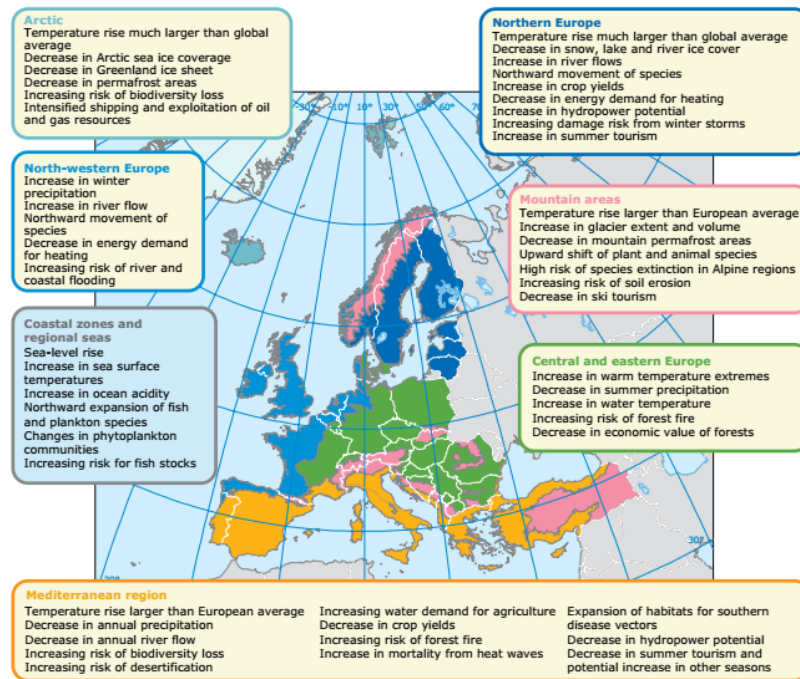 Arctic
Temperature rise much larger than global
average
Decrease in Arctic sea ice coverage
Decrease in Greenland ice sheet
Decrease in permafrost areas
Increasing risk of biodiversity loss
Intensified shipping and exploitation of oil
and gas resources
Northern Europe
Temperature rise much larger than global average
Decrease in snow, lake and river ice cover
Increase in river flows
Northward movement of species
Increase in crop yields
Decrease in energy demand for heating
Increase in hydropower potential
Increasing damage risk from winter storms
Increase in summer tourism
-30° -10° 10° 30° 50° 60°
North-western Europe
Increase in winter
precipitation
Increase in river flow
Northward movement of
species
Decrease in energy demand
for heating
Increasing risk of river and
coastal flooding
Mountain areas
Temperature rise larger than European average
Increase in glacier extent and volume
Decrease in mountain permafrost areas
Upward shift of plant and animal species
High risk of species extinction in Alpine regions
Increasing risk of soil erosion
Decrease in ski tourism
Coastal zones and
regional seas
Sea-level rise
Increase in sea surface
temperatures
Increase in ocean acidity
Northward expansion of fish
and plankton species
Changes in phytoplankton
communities
Increasing risk for fish stocks
Central and eastern Europe
Increase in warm temperature extremes
Decrease in summer precipitation
Increase in water temperature
Increasing risk of forest fire
Decrease in economic value of forests
30°
Mediterranean region
Temperature rise larger than European average
Decrease in annual precipitation
Decrease in annual river flow
Increasing risk of biodiversity loss
Increasing risk of desertification
Increasing water demand for agriculture
Decrease in crop yields
Increasing risk of forest fire
Increase in mortality from heat waves
Expansion of habitats for southern
disease vectors
Decrease in hydropower potential
Decrease in summer tourism and
potential increase in other seasons